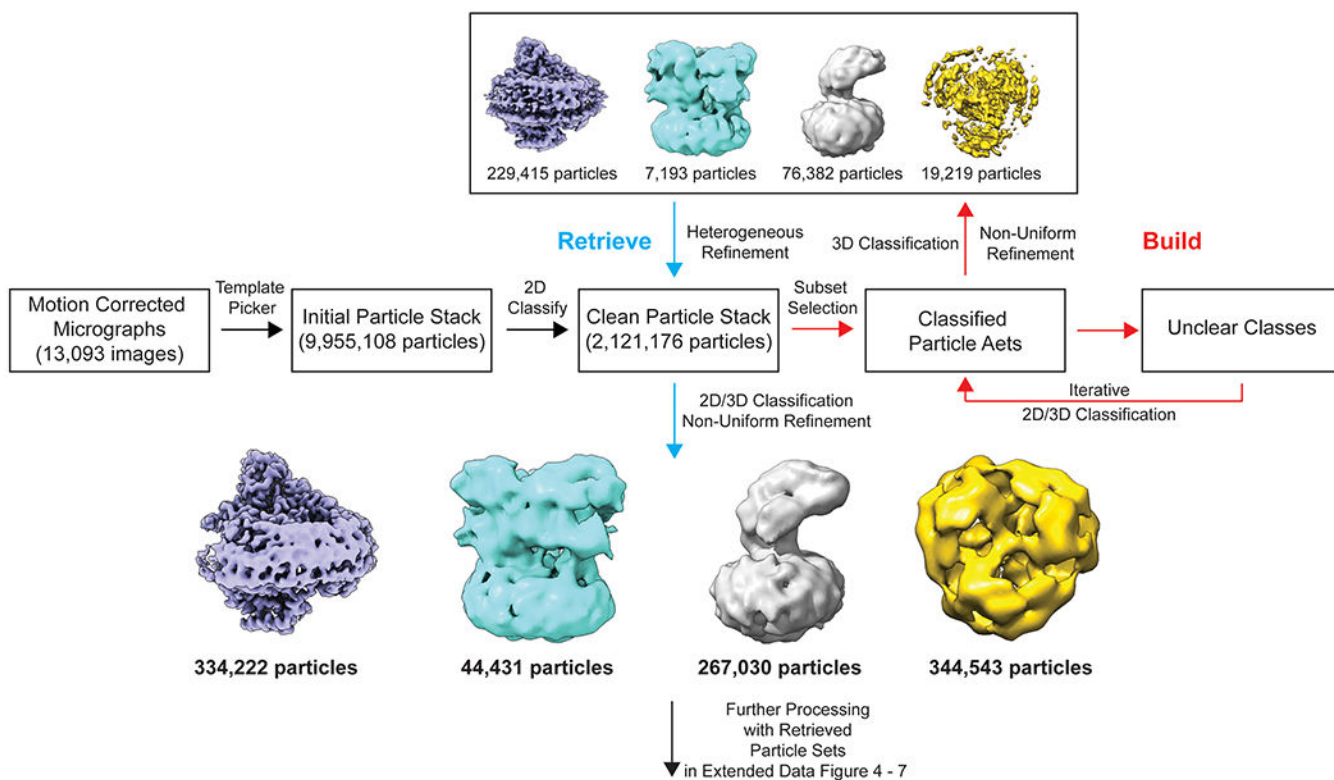 229,415 particles
7,193 particles
76,382 particles
19,219 particles
Retrieve
Heterogeneous
Refinement
3D Classification
Non-Uniform
Refinement
Build
Motion Corrected
Micrographs
(13,093 images)
Template
Picker
Initial Particle Stack
(9,955,108 particles)
2D
Classify
Clean Particle Stack
(2,121,176 particles)
Subset
Selection
Classified
Particle Aets
Unclear Classes
Iterative
2D/3D Classification
2D/3D Classification
Non-Uniform Refinement
334,222 particles
44,431 particles
267,030 particles
344,543 particles
Further Processing
with Retrieved
Particle Sets
in Extended Data Figure 4 - 7